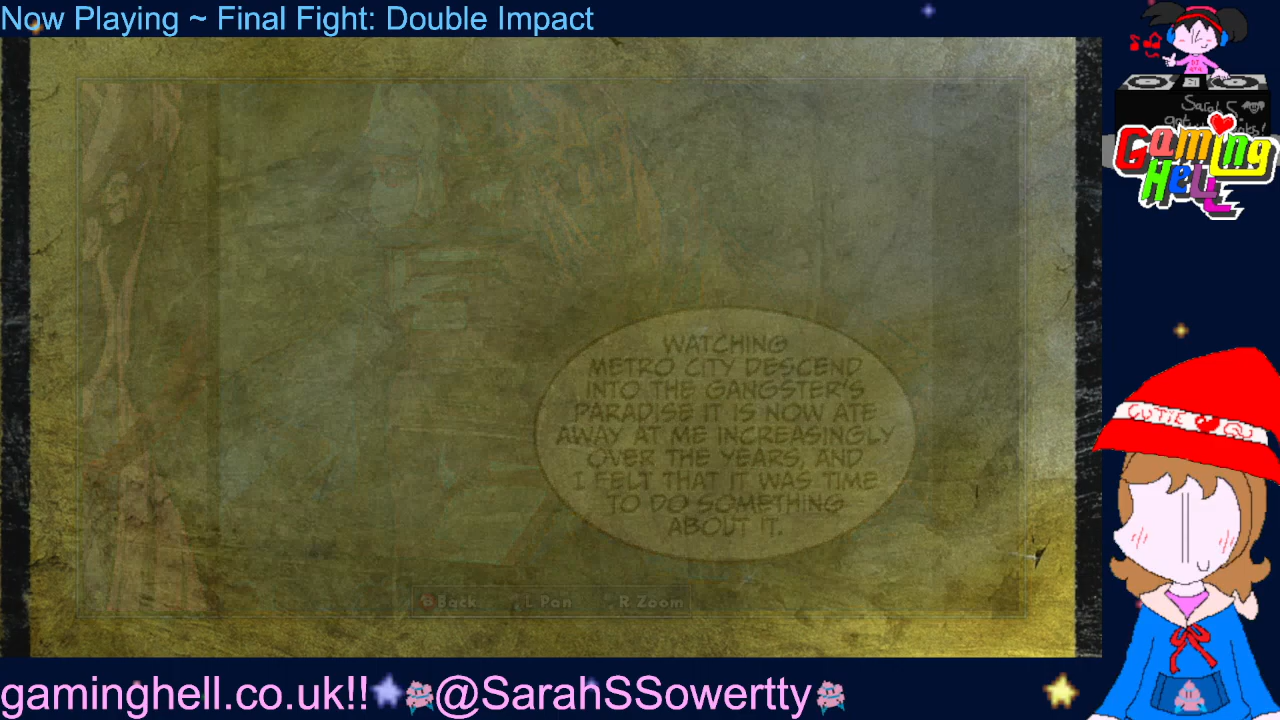 Now Playing ~ Final Fight: Double Impact
Sarah S
Gaming
Hell
WATCHING
METRO CITY DESCEND
INTO THE GANGSTER'S
PARADISE IT IS NOW ATE
AWAY AT ME INCREASINGLY
OVER THE YEARS, AND
I FELT THAT IT WAS TIME
TO DO SOMETHING
ABOUT IT.
CUTIE
B Back
L Pan
R Zoom
gaminghell.co.uk!!
@SarahSSowertty